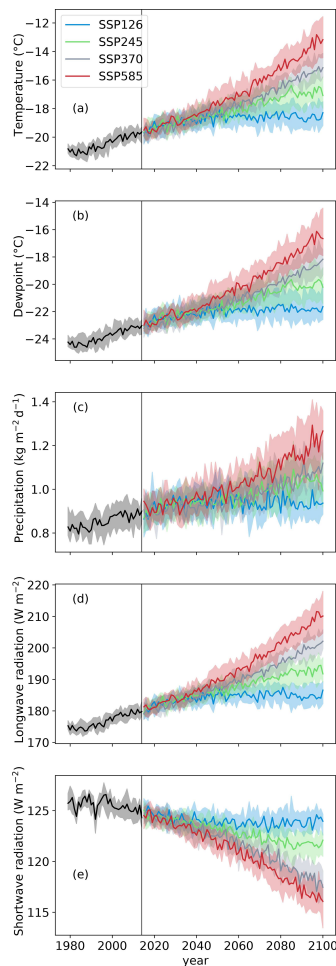 Temperature (°C)
−12
−14
−16
−18
−20
−22
SSP126
SSP245
SSP370
SSP585
(a)
Dewpoint (°C)
−14
−16
−18
−20
−22
−24
(b)
Precipitation (kg m−2 d−1)
1.4
1.2
1.0
0.8
(c)
Longwave radiation (W m−2)
220
210
200
190
180
170
(d)
Shortwave radiation (W m−2)
125
120
115
(e)
1980 2000 2020 2040 2060 2080 2100
year